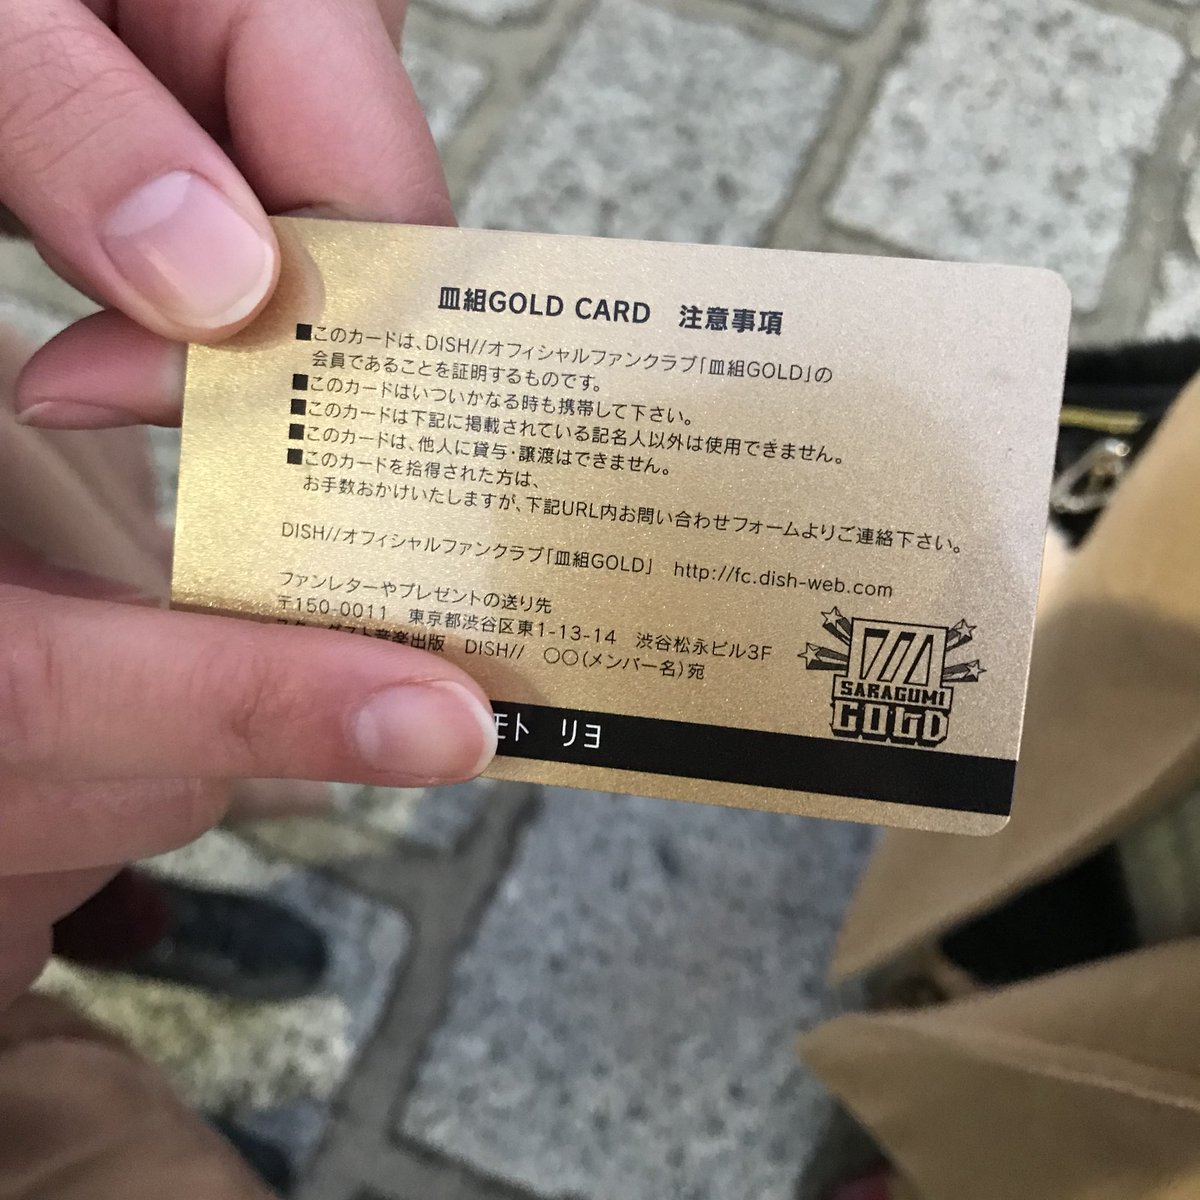 皿組GOLD CARD 注意事項
■このカードは、DISH//オフィシャルファンクラブ「皿組GOLD」の
会員であることを証明するものです。
■このカードはいついかなる時も携帯して下さい。
■このカードは下記に掲載されている記名人以外は使用できません。
■このカードは、他人に貸与・譲渡はできません。
■このカードを拾得された方は、
お手数おかけいたしますが、下記URL内お問い合わせフォームよりご連絡下さい。
DISH//オフィシャルファンクラブ「皿組GOLD」 http://fc.dish-web.com
ファンレターやプレゼントの送り先
〒150-0011 東京都渋谷区東1-13-14 渋谷松永ビル3F
音楽出版 DISH// ○○(メンバー名)宛
SARAGUMI
GOLD
モト リヨ